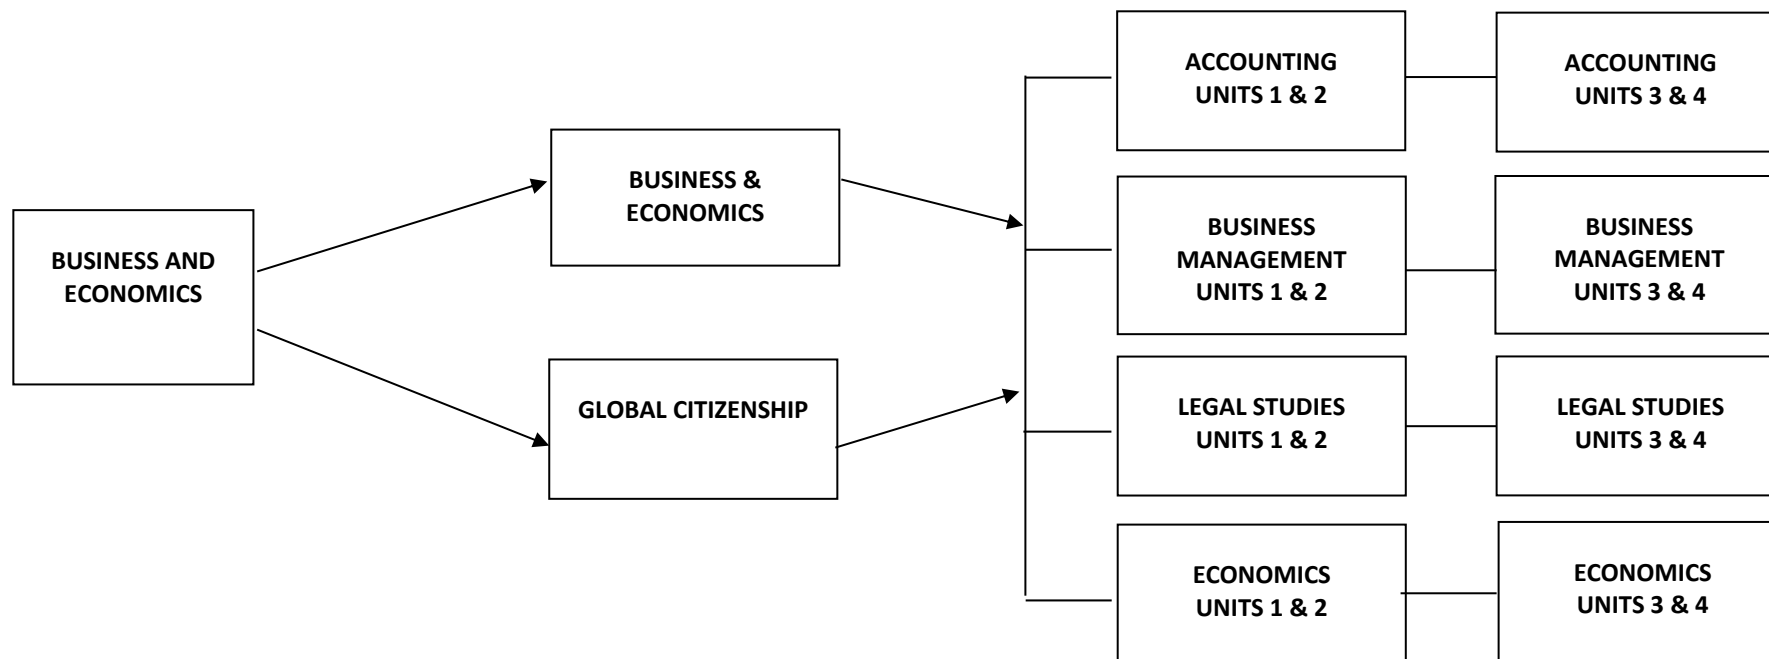 BUSINESS AND
ECONOMICS
BUSINESS &
ECONOMICS
GLOBAL CITIZENSHIP
ACCOUNTING
UNITS 1 & 2
ACCOUNTING
UNITS 3 & 4
BUSINESS
MANAGEMENT
UNITS 1 & 2
BUSINESS
MANAGEMENT
UNITS 3 & 4
LEGAL STUDIES
UNITS 1 & 2
LEGAL STUDIES
UNITS 3 & 4
ECONOMICS
UNITS 1 & 2
ECONOMICS
UNITS 3 & 4